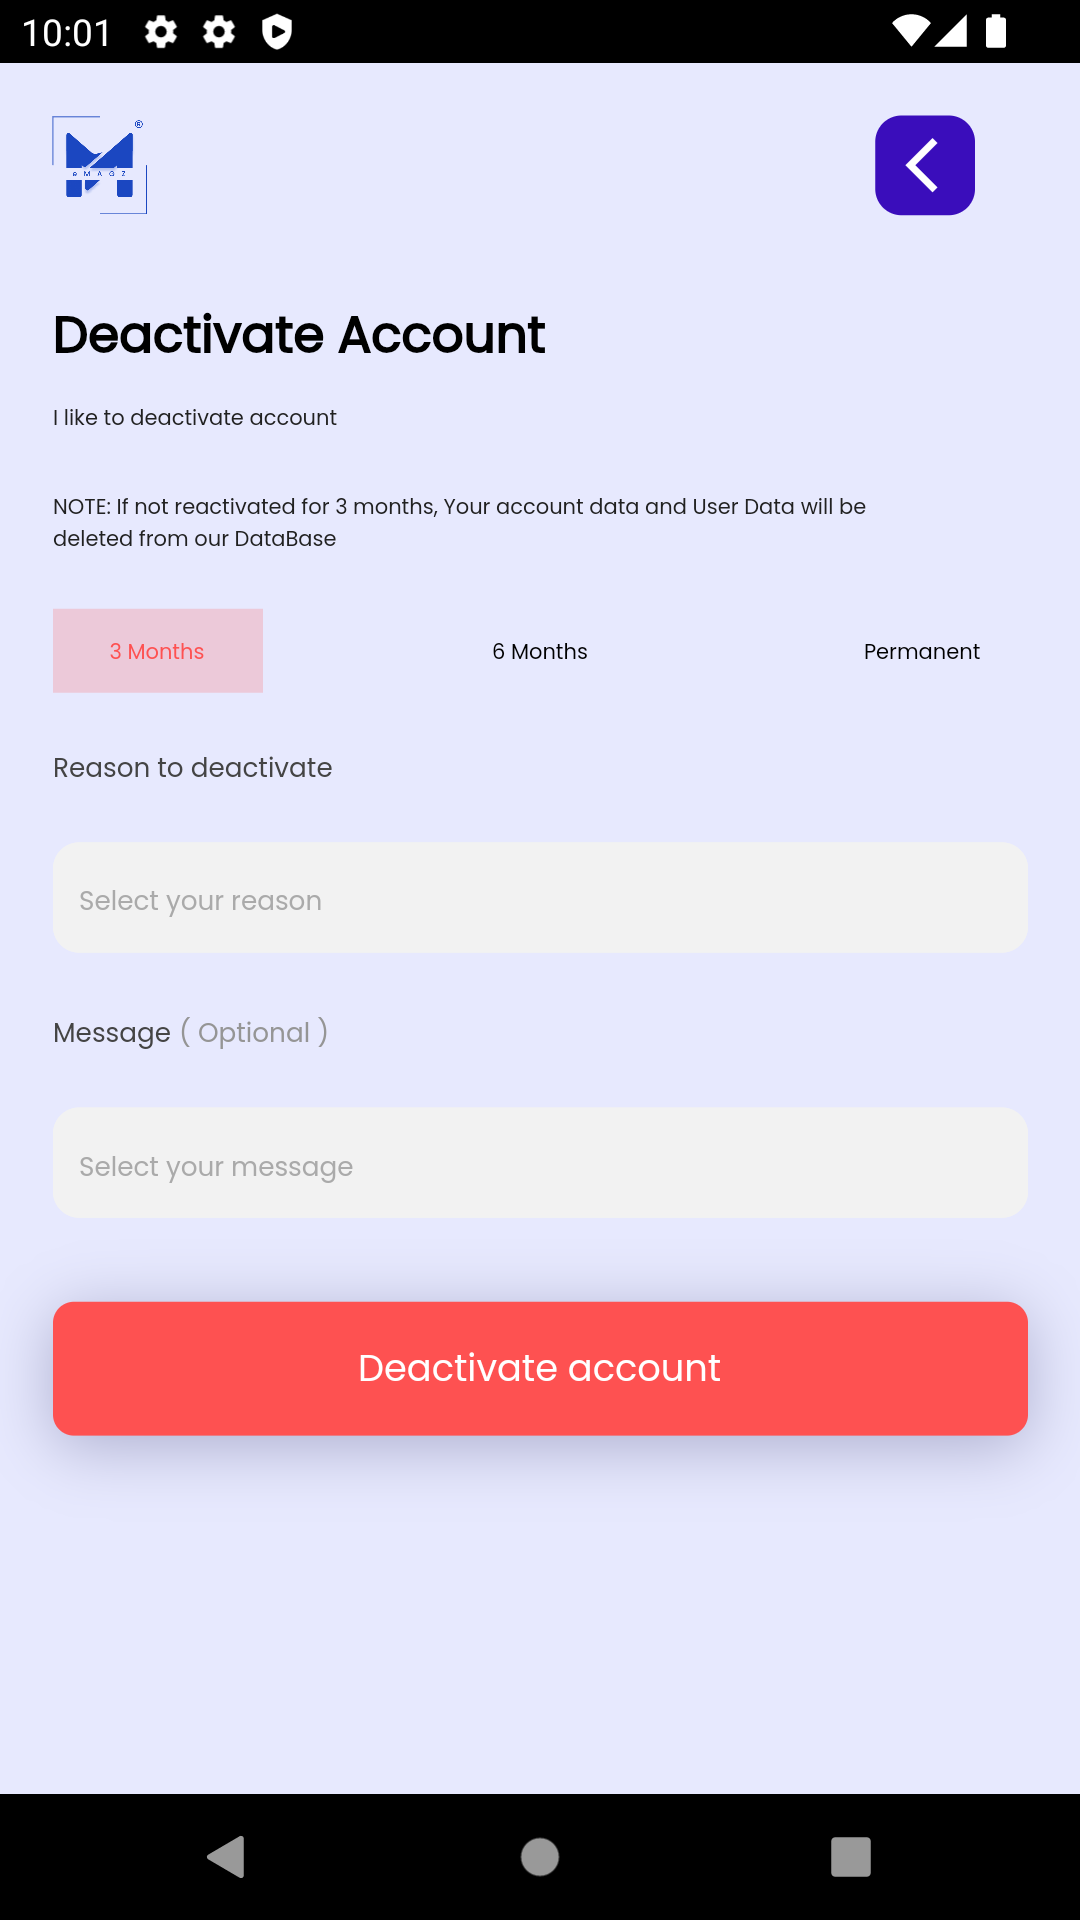 10:01
®
eMAGZ
Deactivate Account
I like to deactivate account
NOTE: If not reactivated for 3 months, Your account data and User Data will be
deleted from our DataBase
3 Months
6 Months
Permanent
Reason to deactivate
Select your reason
Message ( Optional )
Select your message
Deactivate account